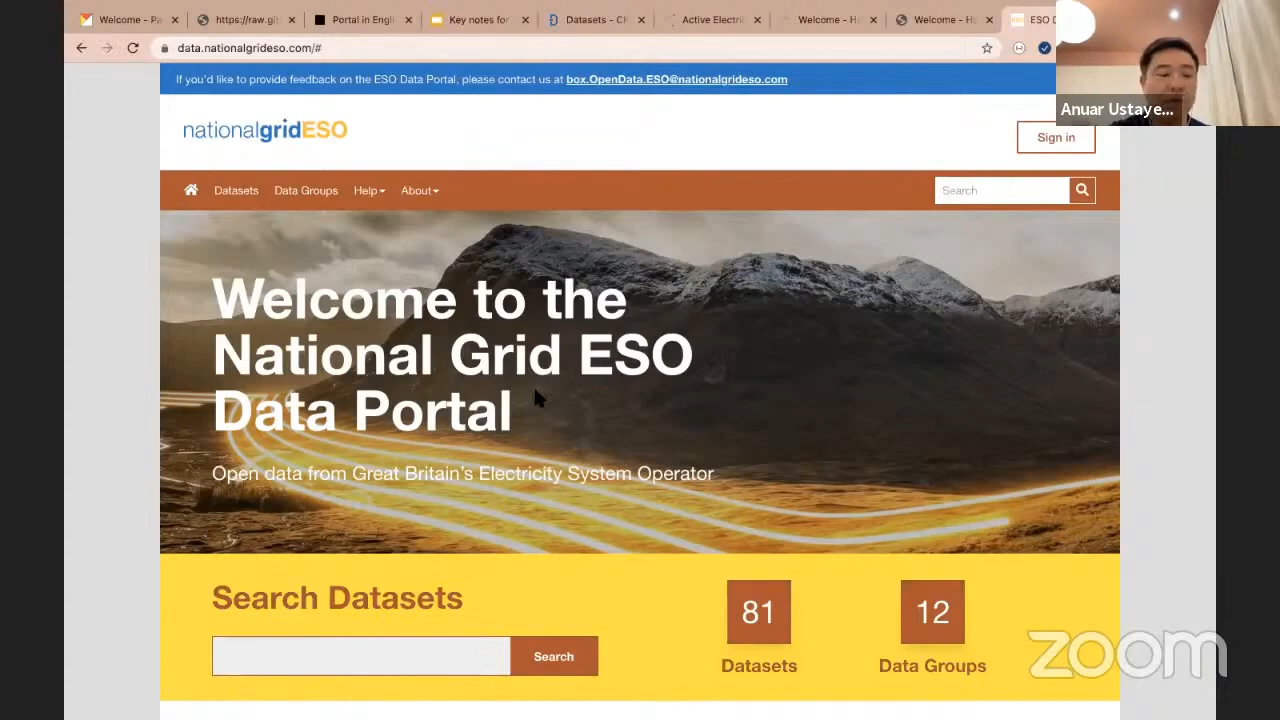 Welcome - Pa
https://raw.git
Portal in Engli
Key notes for
Datasets - CK
Active Electri
Welcome - Ha
Welcome - Ho
ESO D
data.nationalgrideso.com/#
If you'd like to provide feedback on the ESO Data Portal, please contact us at box.OpenData.ESO@nationalgrideso.com
Anuar Ustaye...
nationalgridESO
Sign in
Datasets
Data Groups
Help
About
Search
Welcome to the
National Grid ESO
Data Portal
Open data from Great Britain's Electricity System Operator
Search Datasets
Search
81
Datasets
12
Data Groups
zoom